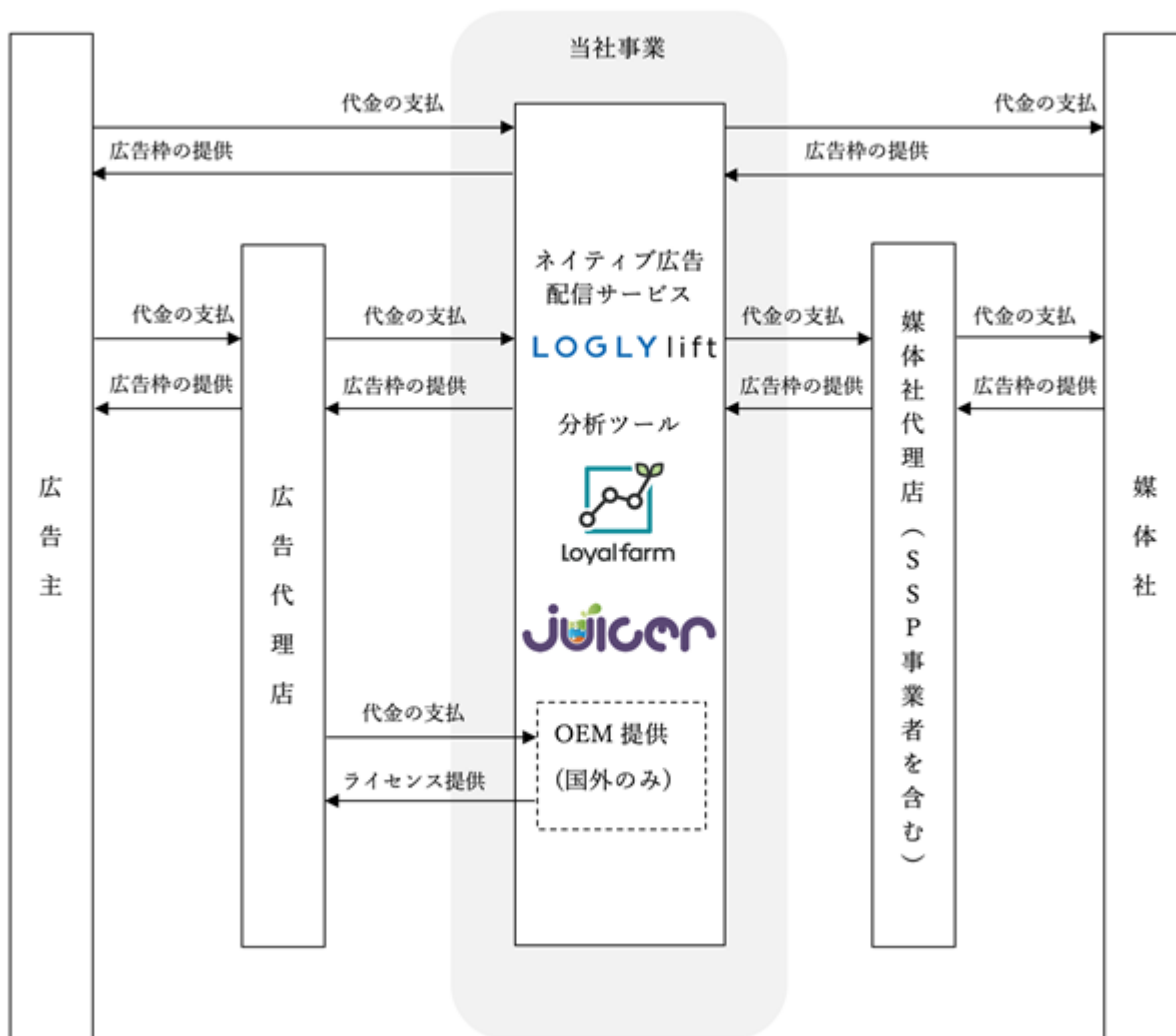 当社事業
代金の支払
代金の支払
広告枠の提供
広告枠の提供
ネイティブ広告
配信サービス
LOGLY lift
代金の支払
代金の支払
代金の支払
代金の支払
広告枠の提供
広告枠の提供
広告枠の提供
広告枠の提供
分析ツール
Loyalfarm
juicer
広告主
広告代理店
媒体社代理店（SSP事業者を含む）
媒体社
代金の支払
OEM 提供
(国外のみ)
ライセンス提供